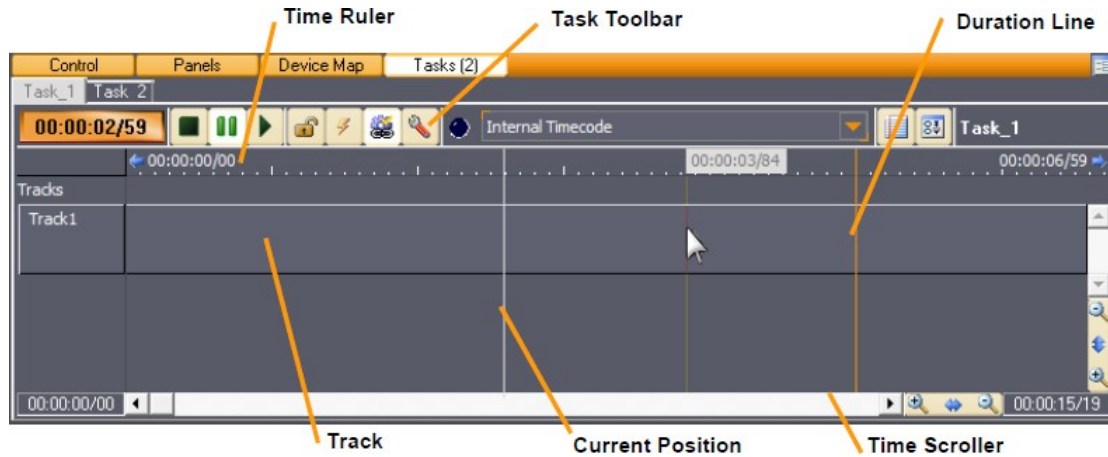 Time Ruler
Task Toolbar
Duration Line
Control
Panels
Device Map
Tasks (2)
Task_1
Task 2
00:00:02/59
Internal Timecode
Task_1
00:00:00/00
00:00:03/84
00:00:06/59
Tracks
Track1
00:00:00/00
00:00:15/19
Track
Current Position
Time Scroller